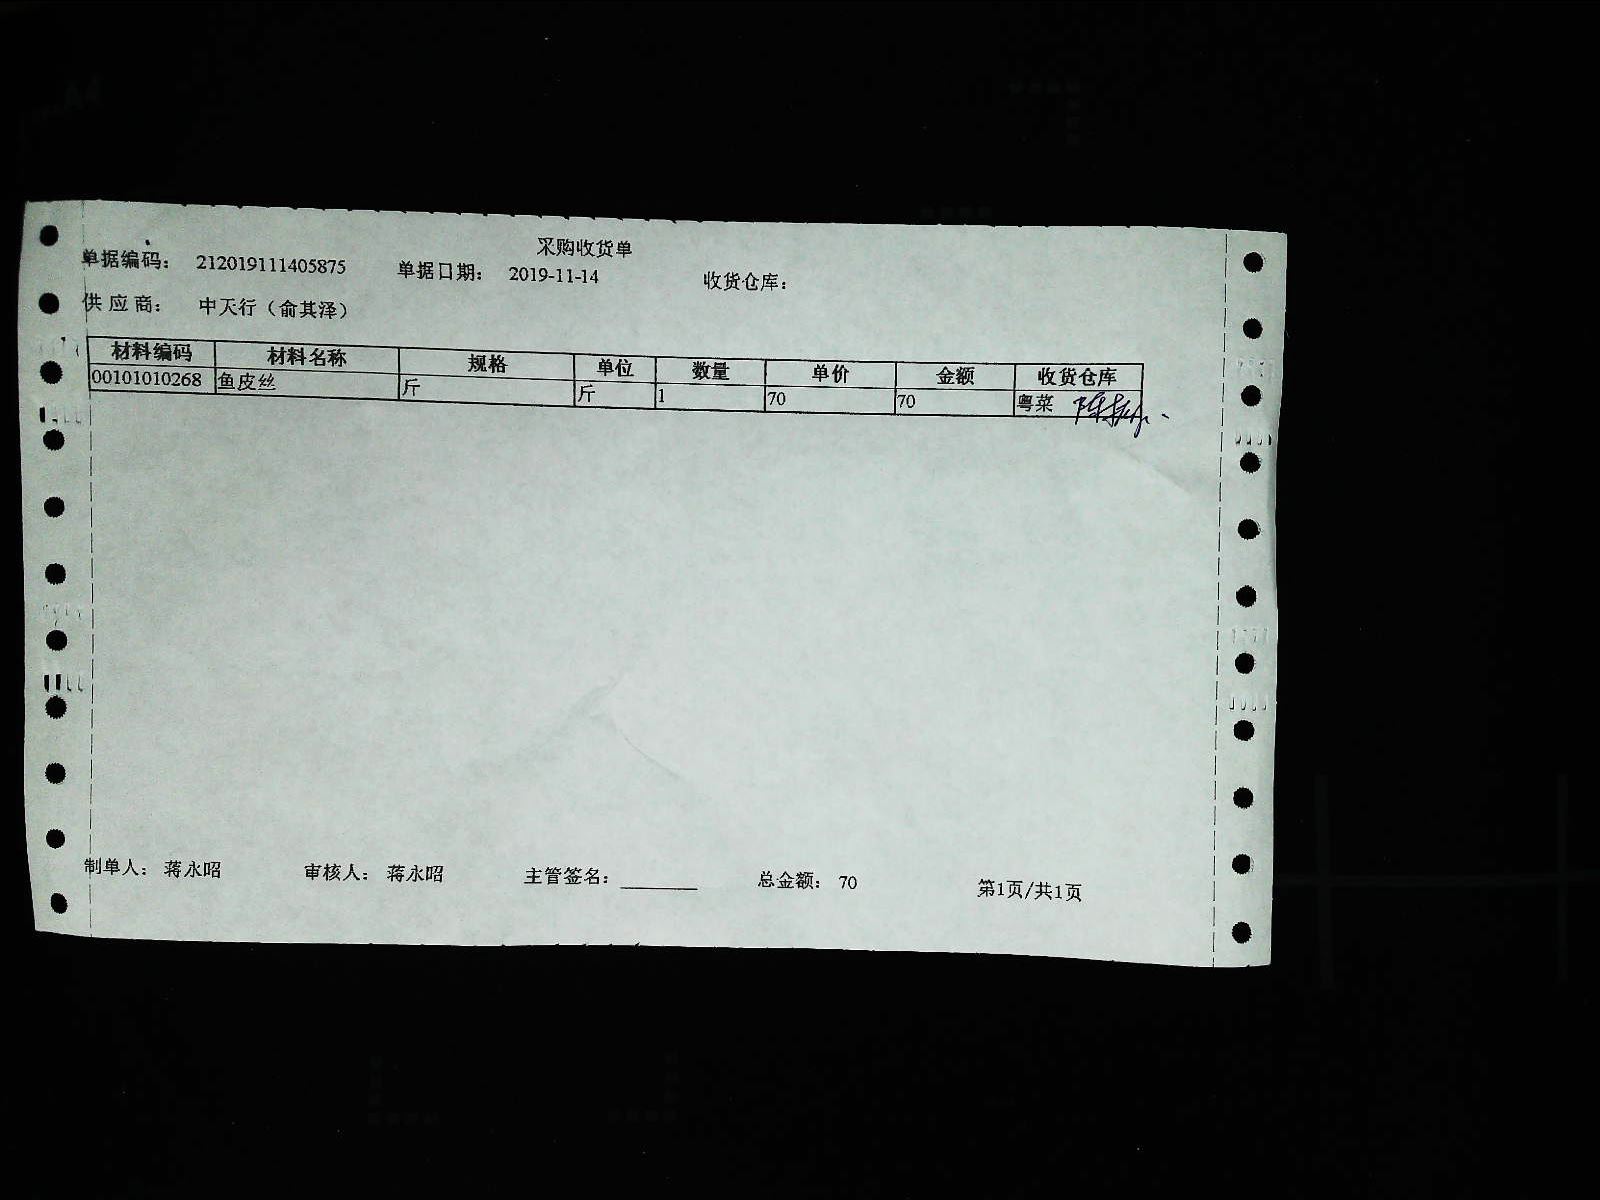 采购收货单
单据编码： 212019111405875 单据日期： 2019-11-14 收货仓库：
供 应 商： 中天行（俞其泽）
材料编码 材料名称 规格 单位 数量 单价 金额 收货仓库
00101010268 鱼皮丝 斤 斤 1 70 70 粤菜
制单人： 蒋永昭 审核人： 蒋永昭 主管签名：________ 总金额： 70 第1页/共1页